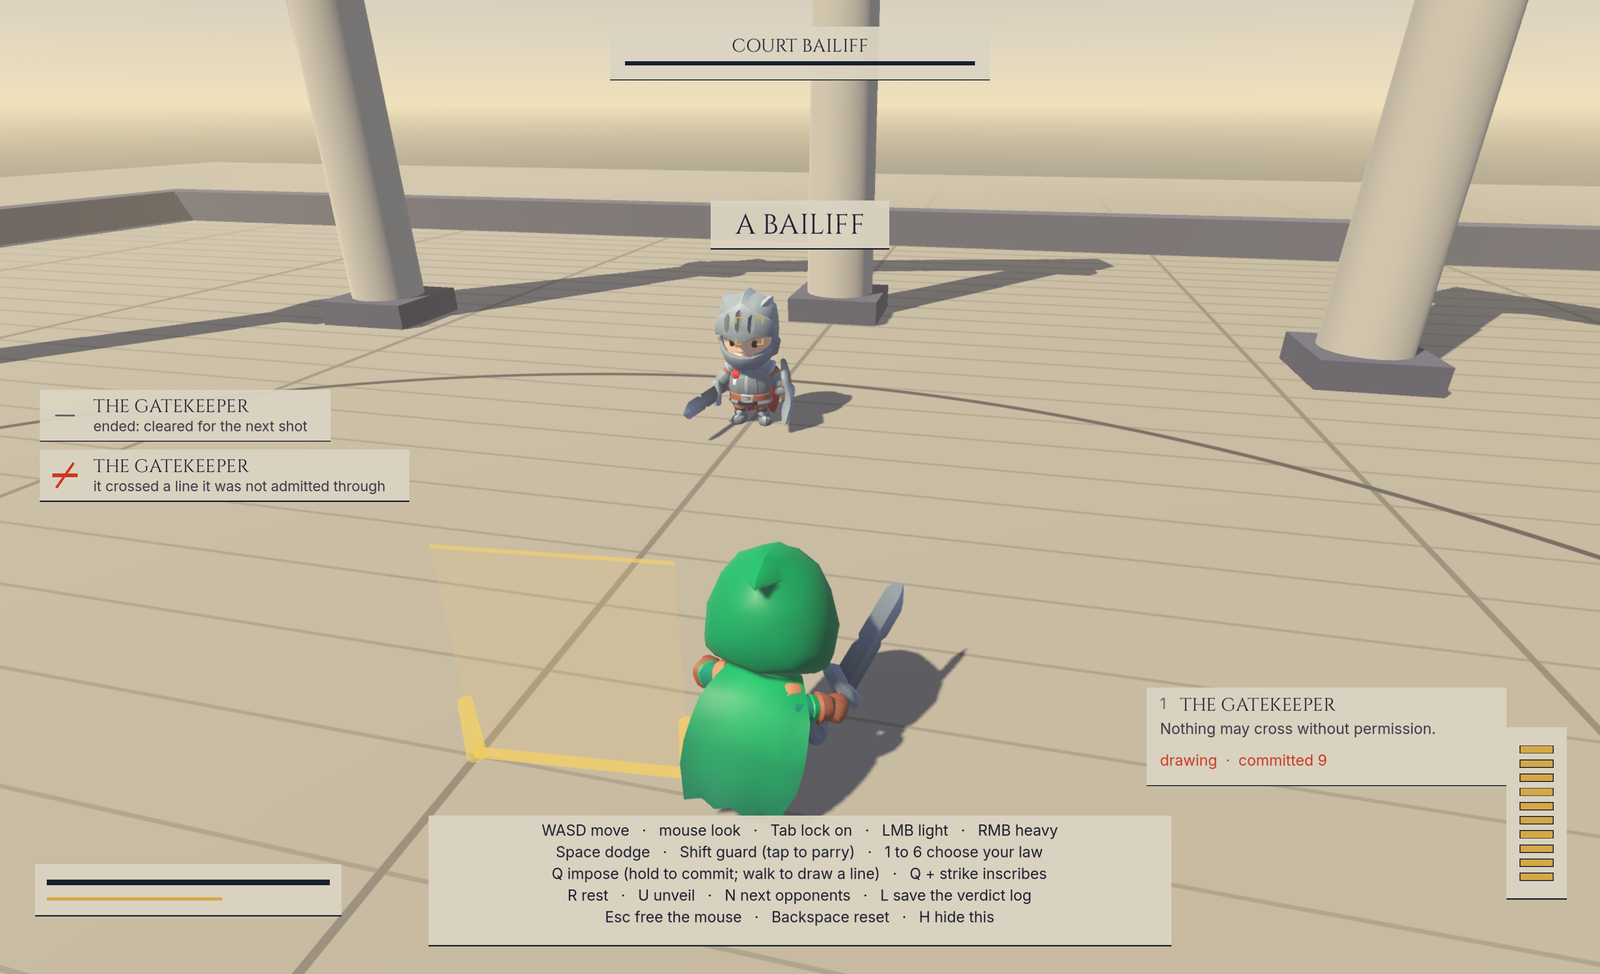 COURT BAILIFF
A BAILIFF
THE GATEKEEPER
ended: cleared for the next shot
THE GATEKEEPER
it crossed a line it was not admitted through
1 THE GATEKEEPER
Nothing may cross without permission.
drawing · committed 9
WASD move · mouse look · Tab lock on · LMB light · RMB heavy
Space dodge · Shift guard (tap to parry) · 1 to 6 choose your law
Q impose (hold to commit; walk to draw a line) · Q + strike inscribes
R rest · U unveil · N next opponents · L save the verdict log
Esc free the mouse · Backspace reset · H hide this